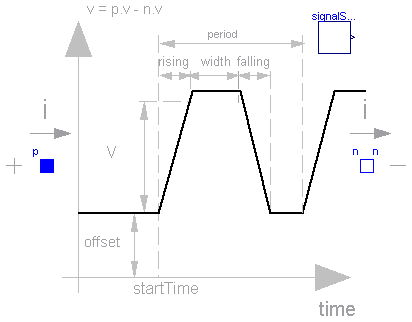 v = p.v - n.v
signalS...
period
rising width falling
i
i
p
V
n n
+
−
offset
startTime
time